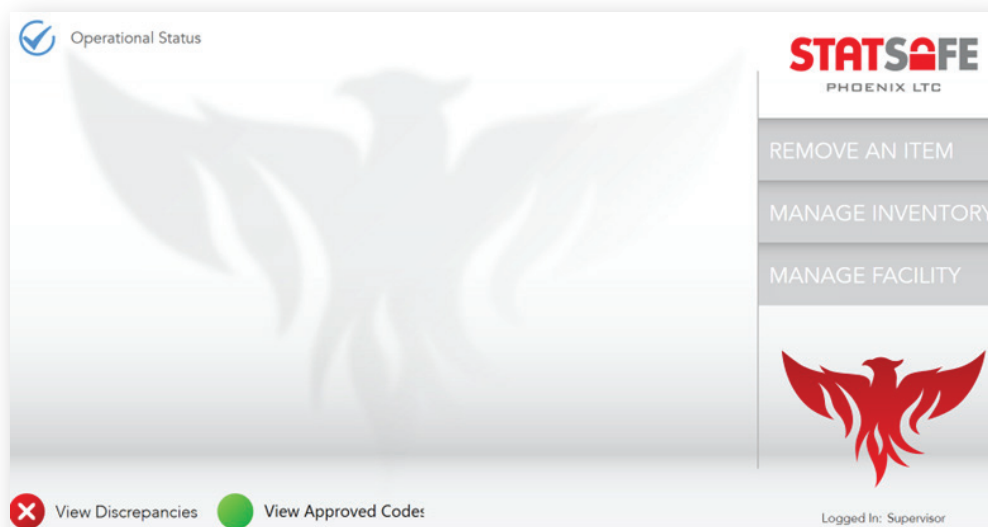 Operational Status
STATSAFE
PHOENIX LTC
REMOVE AN ITEM
MANAGE INVENTORY
MANAGE FACILITY
View Discrepancies
View Approved Codes
Logged In: Supervisor